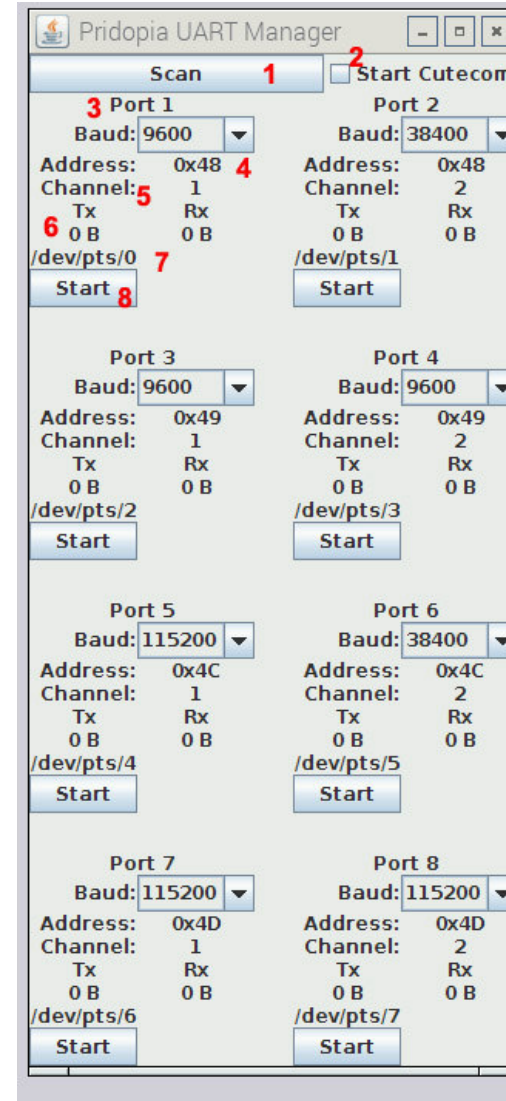 Pridopia UART Manager
Scan 1 2 Start Cutecom
3 Port 1 Port 2
Baud: 9600 Baud: 38400
Address: 0x48 4 Address: 0x48
Channel: 5 1 Channel: 2
Tx Rx Tx Rx
6 0 B 0 B 0 B 0 B
/dev/pts/0 7 /dev/pts/1
Start 8 Start
Port 3 Port 4
Baud: 9600 Baud: 9600
Address: 0x49 Address: 0x49
Channel: 1 Channel: 2
Tx Rx Tx Rx
0 B 0 B 0 B 0 B
/dev/pts/2 /dev/pts/3
Start Start
Port 5 Port 6
Baud: 115200 Baud: 38400
Address: 0x4C Address: 0x4C
Channel: 1 Channel: 2
Tx Rx Tx Rx
0 B 0 B 0 B 0 B
/dev/pts/4 /dev/pts/5
Start Start
Port 7 Port 8
Baud: 115200 Baud: 115200
Address: 0x4D Address: 0x4D
Channel: 1 Channel: 2
Tx Rx Tx Rx
0 B 0 B 0 B 0 B
/dev/pts/6 /dev/pts/7
Start Start